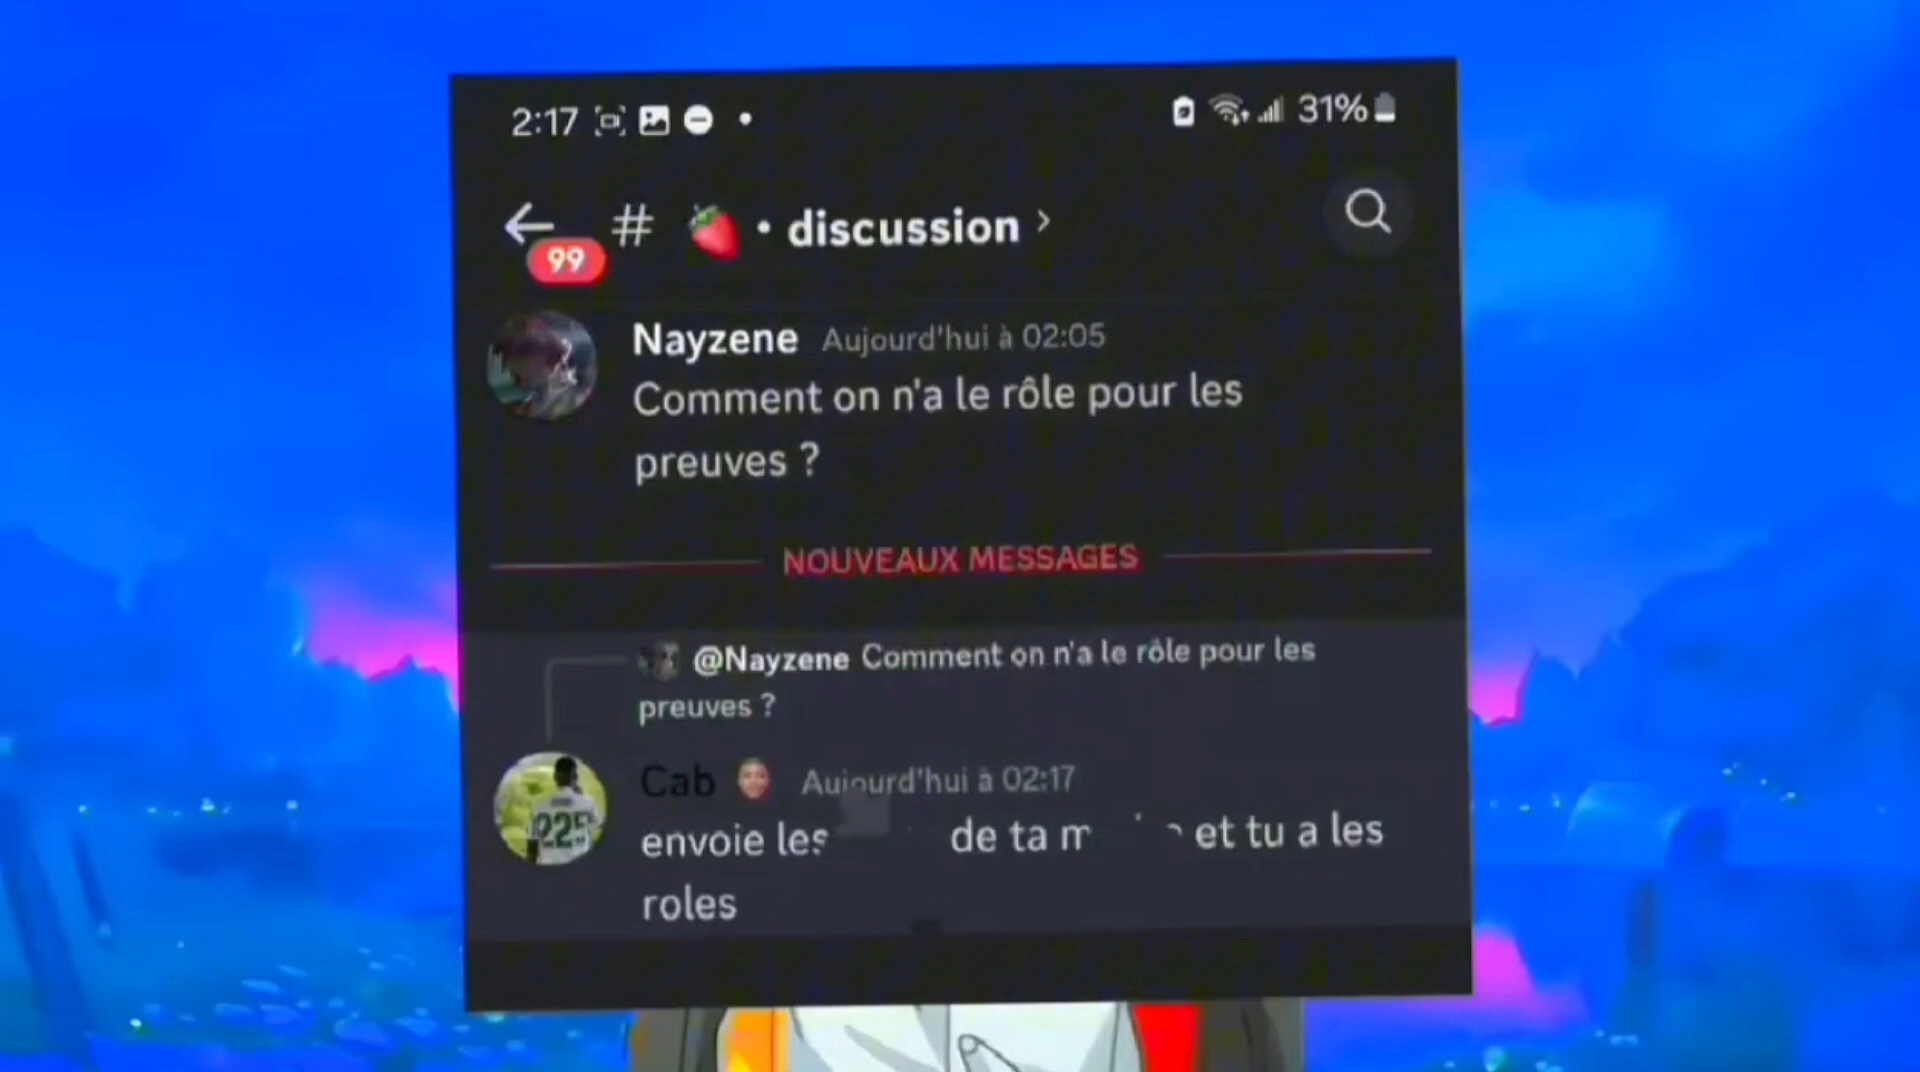 2:17 31%
99 # • discussion
Nayzene Aujourd'hui à 02:05
Comment on n'a le rôle pour les
preuves ?
NOUVEAUX MESSAGES
@Nayzene Comment on n'a le rôle pour les
preuves ?
Cab Aujourd'hui à 02:17
225
envoie les de ta et tu a les
roles